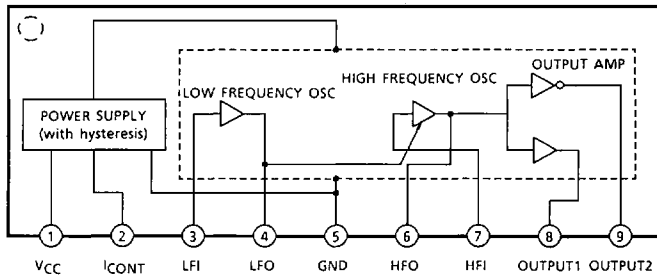 OUTPUT AMP
HIGH FREQUENCY OSC
LOW FREQUENCY OSC
POWER SUPPLY
(with hysteresis)
1 2 3 4 5 6 7 8 9
VCC ICONT LFI LFO GND HFO HFI OUTPUT1 OUTPUT2